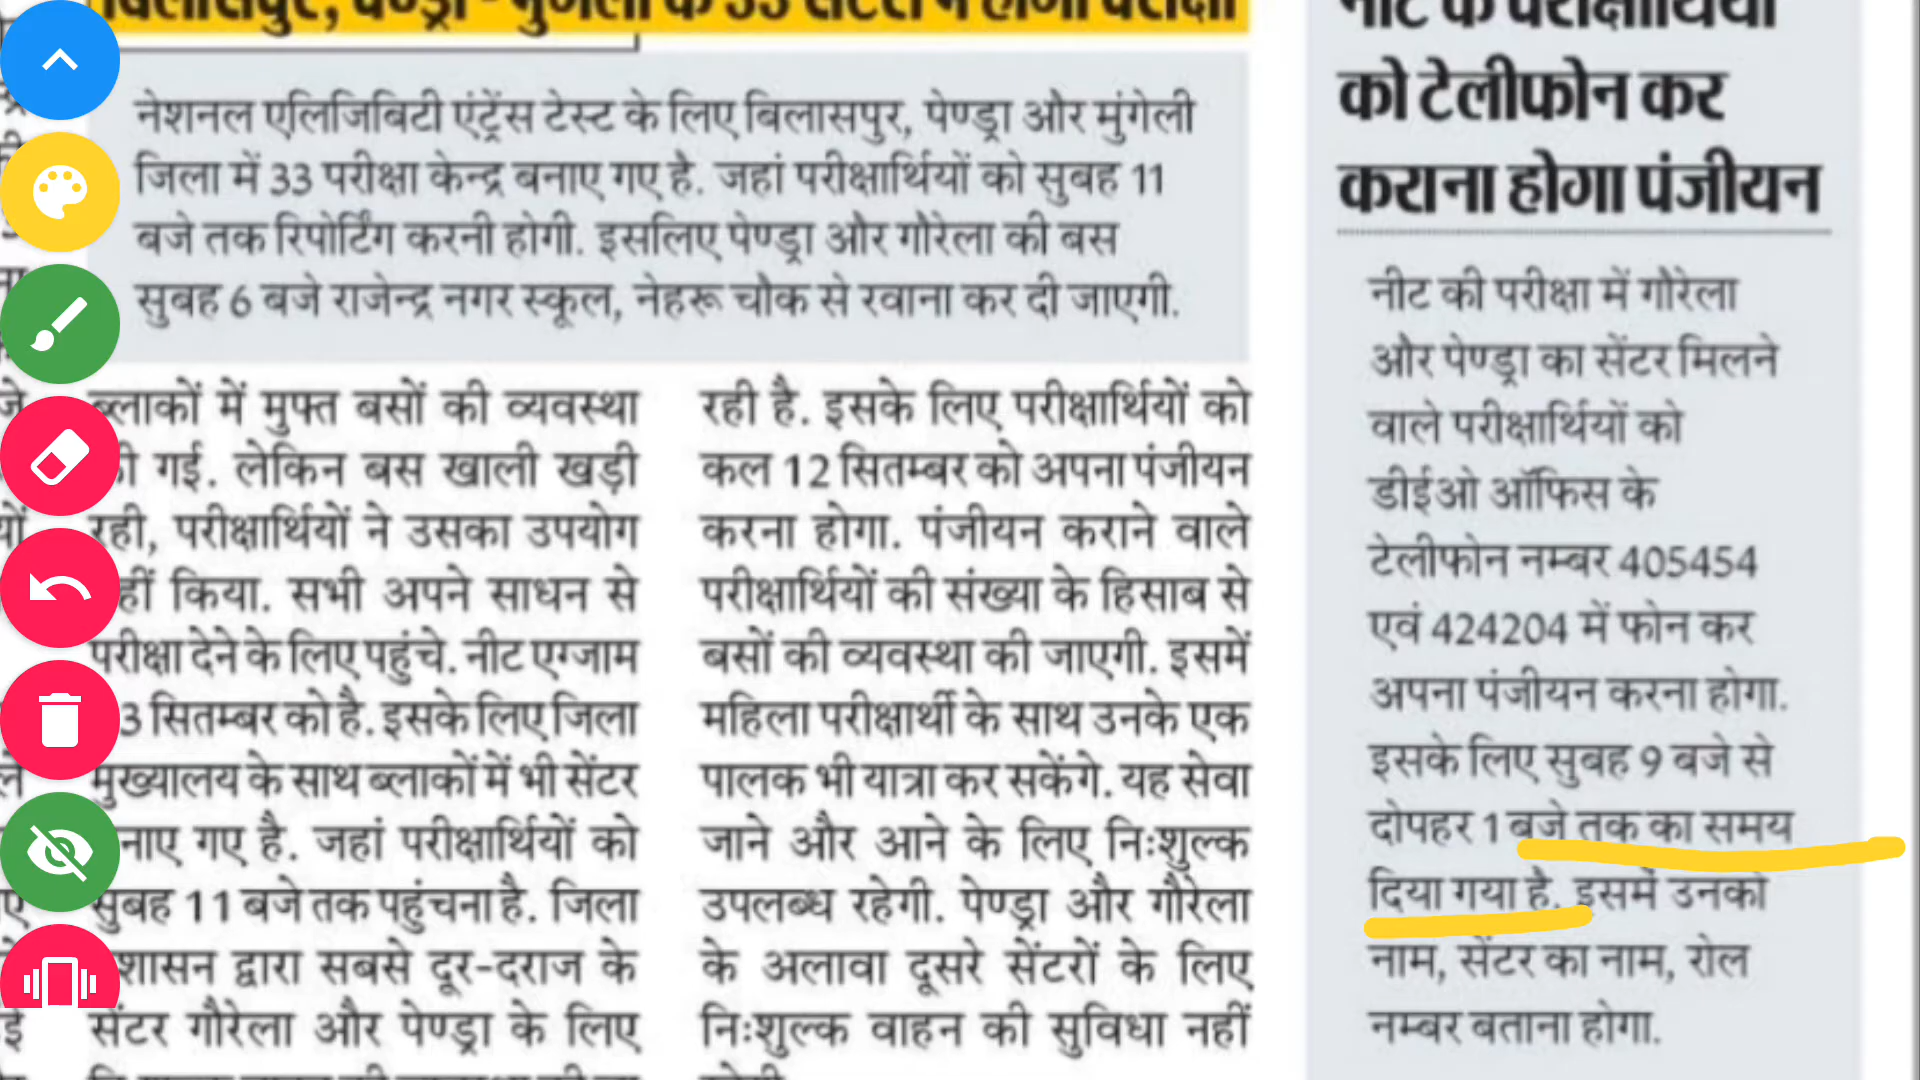 बिलासपुर, पेण्ड्रा - मुंगेली के 33 सेंटरों में होगी परीक्षा
नेशनल एलिजिबिटी एंट्रेंस टेस्ट के लिए बिलासपुर, पेण्ड्रा और मुंगेली
जिला में 33 परीक्षा केन्द्र बनाए गए है. जहां परीक्षार्थियों को सुबह 11
बजे तक रिपोर्टिंग करनी होगी. इसलिए पेण्ड्रा और गौरेला की बस
सुबह 6 बजे राजेन्द्र नगर स्कूल, नेहरू चौक से रवाना कर दी जाएगी.
ब्लाकों में मुफ्त बसों की व्यवस्था
गई. लेकिन बस खाली खड़ी
रही, परीक्षार्थियों ने उसका उपयोग
किया. सभी अपने साधन से
परीक्षा देने के लिए पहुंचे. नीट एग्जाम
3 सितम्बर को है. इसके लिए जिला
मुख्यालय के साथ ब्लाकों में भी सेंटर
नाए गए है. जहां परीक्षार्थियों को
सुबह 11 बजे तक पहुंचना है. जिला
शासन द्वारा सबसे दूर-दराज के
सेंटर गौरेला और पेण्ड्रा के लिए
रही है. इसके लिए परीक्षार्थियों को
कल 12 सितम्बर को अपना पंजीयन
करना होगा. पंजीयन कराने वाले
परीक्षार्थियों की संख्या के हिसाब से
बसों की व्यवस्था की जाएगी. इसमें
महिला परीक्षार्थी के साथ उनके एक
पालक भी यात्रा कर सकेंगे. यह सेवा
जाने और आने के लिए निःशुल्क
उपलब्ध रहेगी. पेण्ड्रा और गौरेला
के अलावा दूसरे सेंटरों के लिए
निःशुल्क वाहन की सुविधा नहीं
नीट के परीक्षार्थियों
को टेलीफोन कर
कराना होगा पंजीयन
नीट की परीक्षा में गौरेला
और पेण्ड्रा का सेंटर मिलने
वाले परीक्षार्थियों को
डीईओ ऑफिस के
टेलीफोन नम्बर 405454
एवं 424204 में फोन कर
अपना पंजीयन करना होगा.
इसके लिए सुबह 9 बजे से
दोपहर 1 बजे तक का समय
दिया गया है. इसमें उनको
नाम, सेंटर का नाम, रोल
नम्बर बताना होगा.